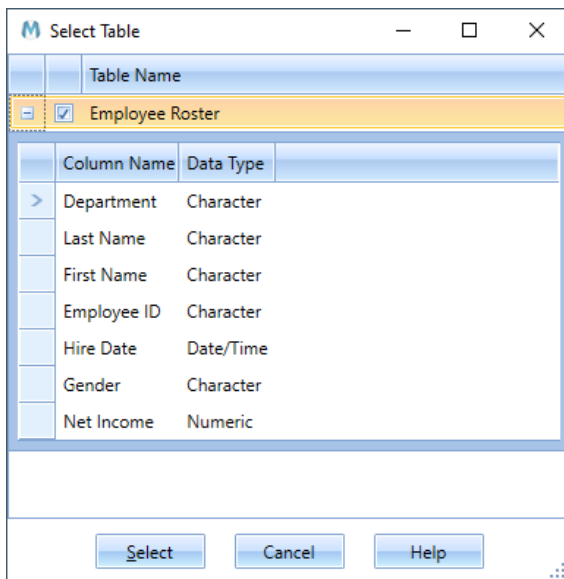 Select Table
Table Name
Employee Roster
Column Name Data Type
Department Character
Last Name Character
First Name Character
Employee ID Character
Hire Date Date/Time
Gender Character
Net Income Numeric
Select Cancel Help